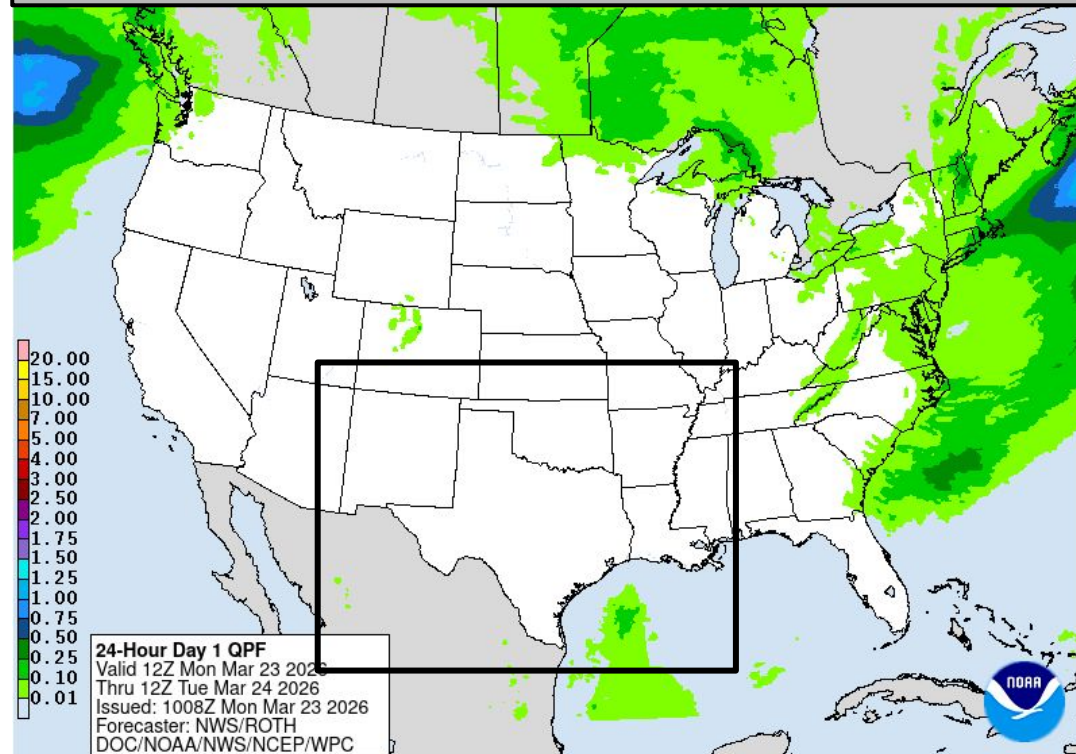 20.00
15.00
10.00
7.00
5.00
4.00
3.00
2.50
2.00
1.75
1.50
1.25
1.00
0.75
0.50
0.25
0.10
0.01
24-Hour Day 1 QPF
Valid 12Z Mon Mar 23 2026
Thru 12Z Tue Mar 24 2026
Issued: 1008Z Mon Mar 23 2026
Forecaster: NWS/ROTH
DOC/NOAA/NWS/NCEP/WPC
NOAA